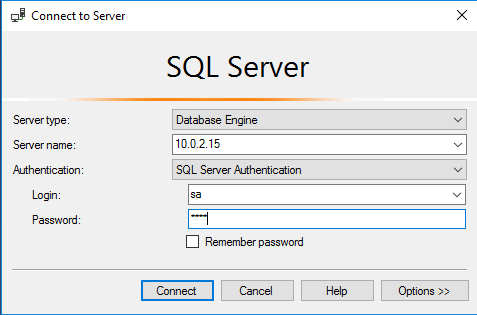 Connect to Server
SQL Server
Server type: Database Engine
Server name: 10.0.2.15
Authentication: SQL Server Authentication
Login: sa
Password: ****
Remember password
Connect Cancel Help Options >>